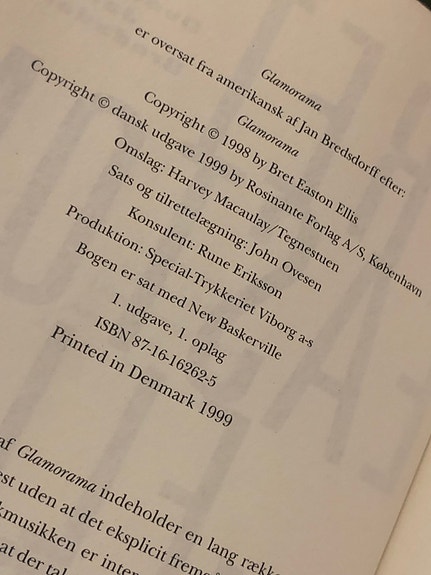 Glamorama
er oversat fra amerikansk af Jan Bredsdorff efter:
Glamorama
Copyright © 1998 by Bret Easton Ellis
Copyright © dansk udgave 1999 by Rosinante Forlag A/S, København
Omslag: Harvey Macaulay/Tegnestuen
Sats og tilrettelægning: John Ovesen
Konsulent: Rune Eriksson
Produktion: Special-Trykkeriet Viborg a-s
Bogen er sat med New Baskerville
1. udgave, 1. oplag
ISBN 87-16-16262-5
Printed in Denmark 1999
af Glamorama indeholder en lang række
uden at det eksplicit
er
at der